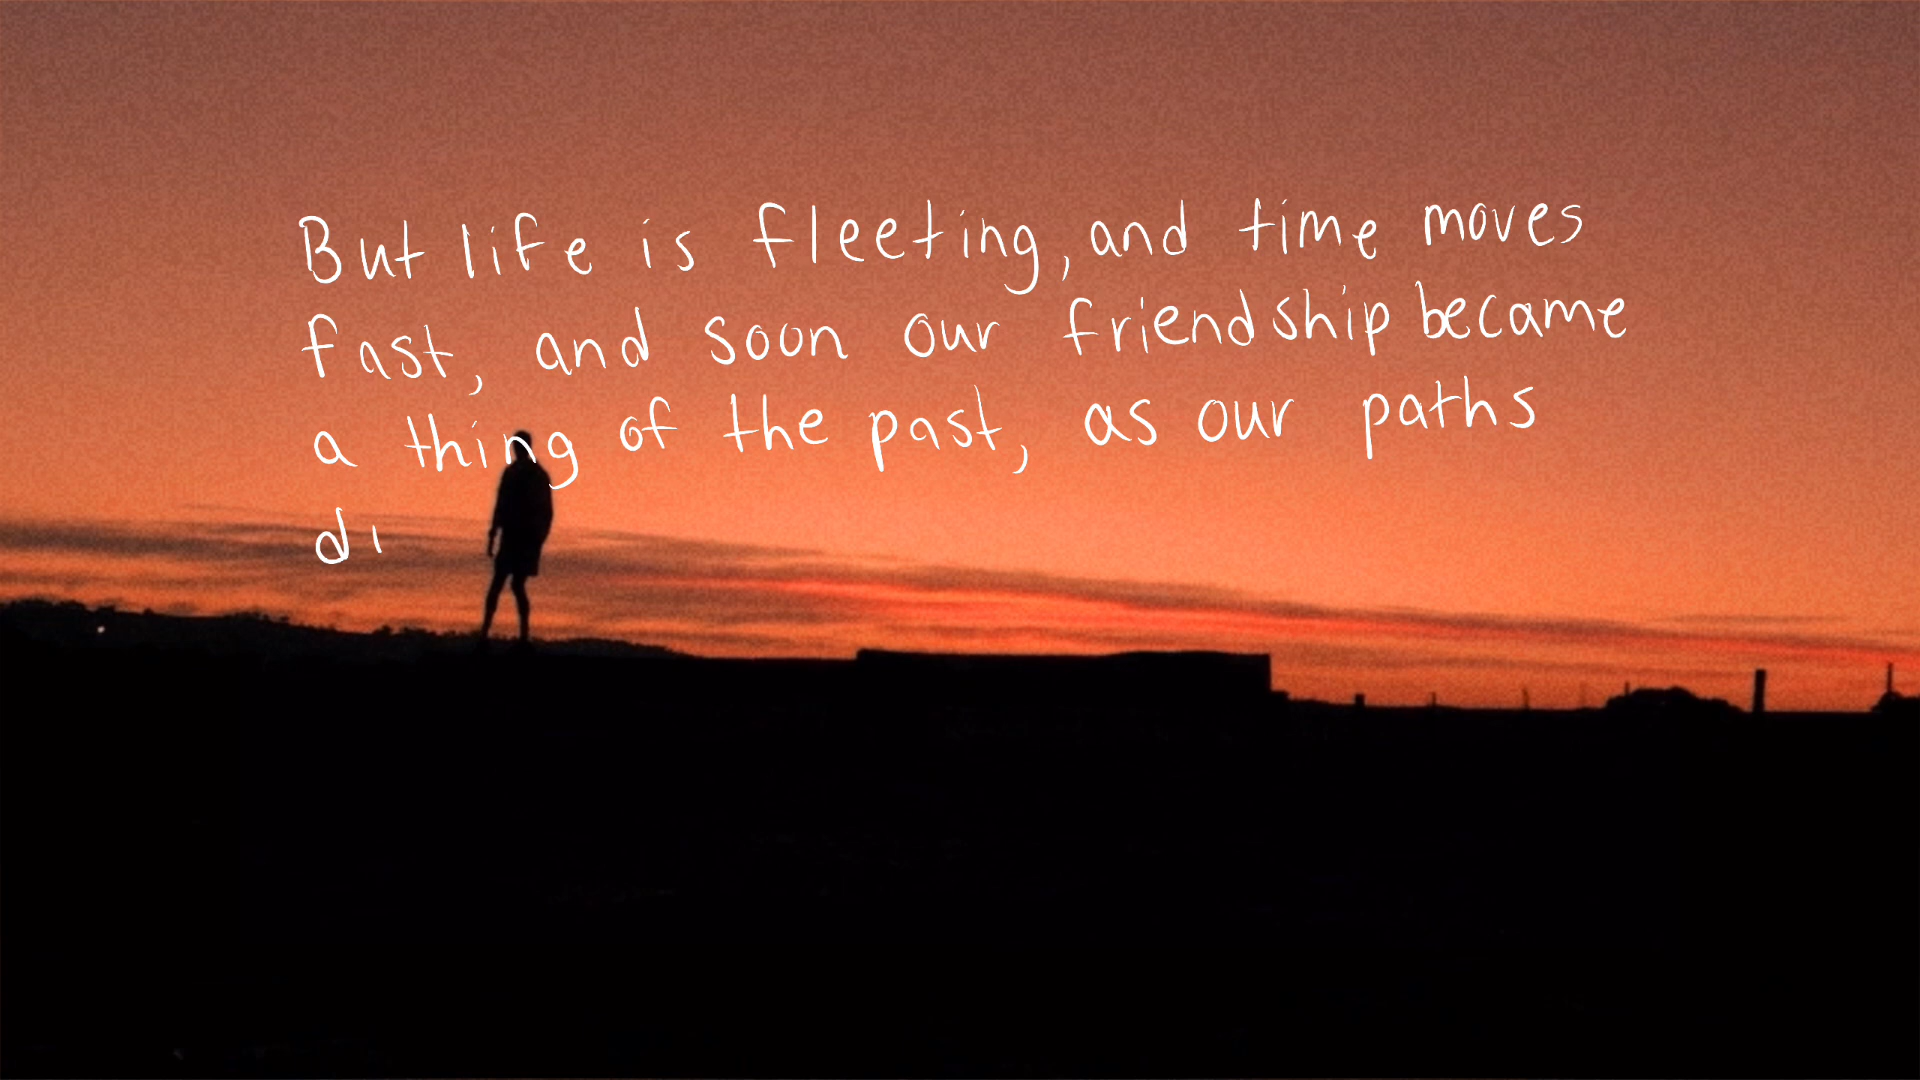 But life is fleeting, and time moves
fast, and soon our friendship became
a thing of the past, as our paths
di